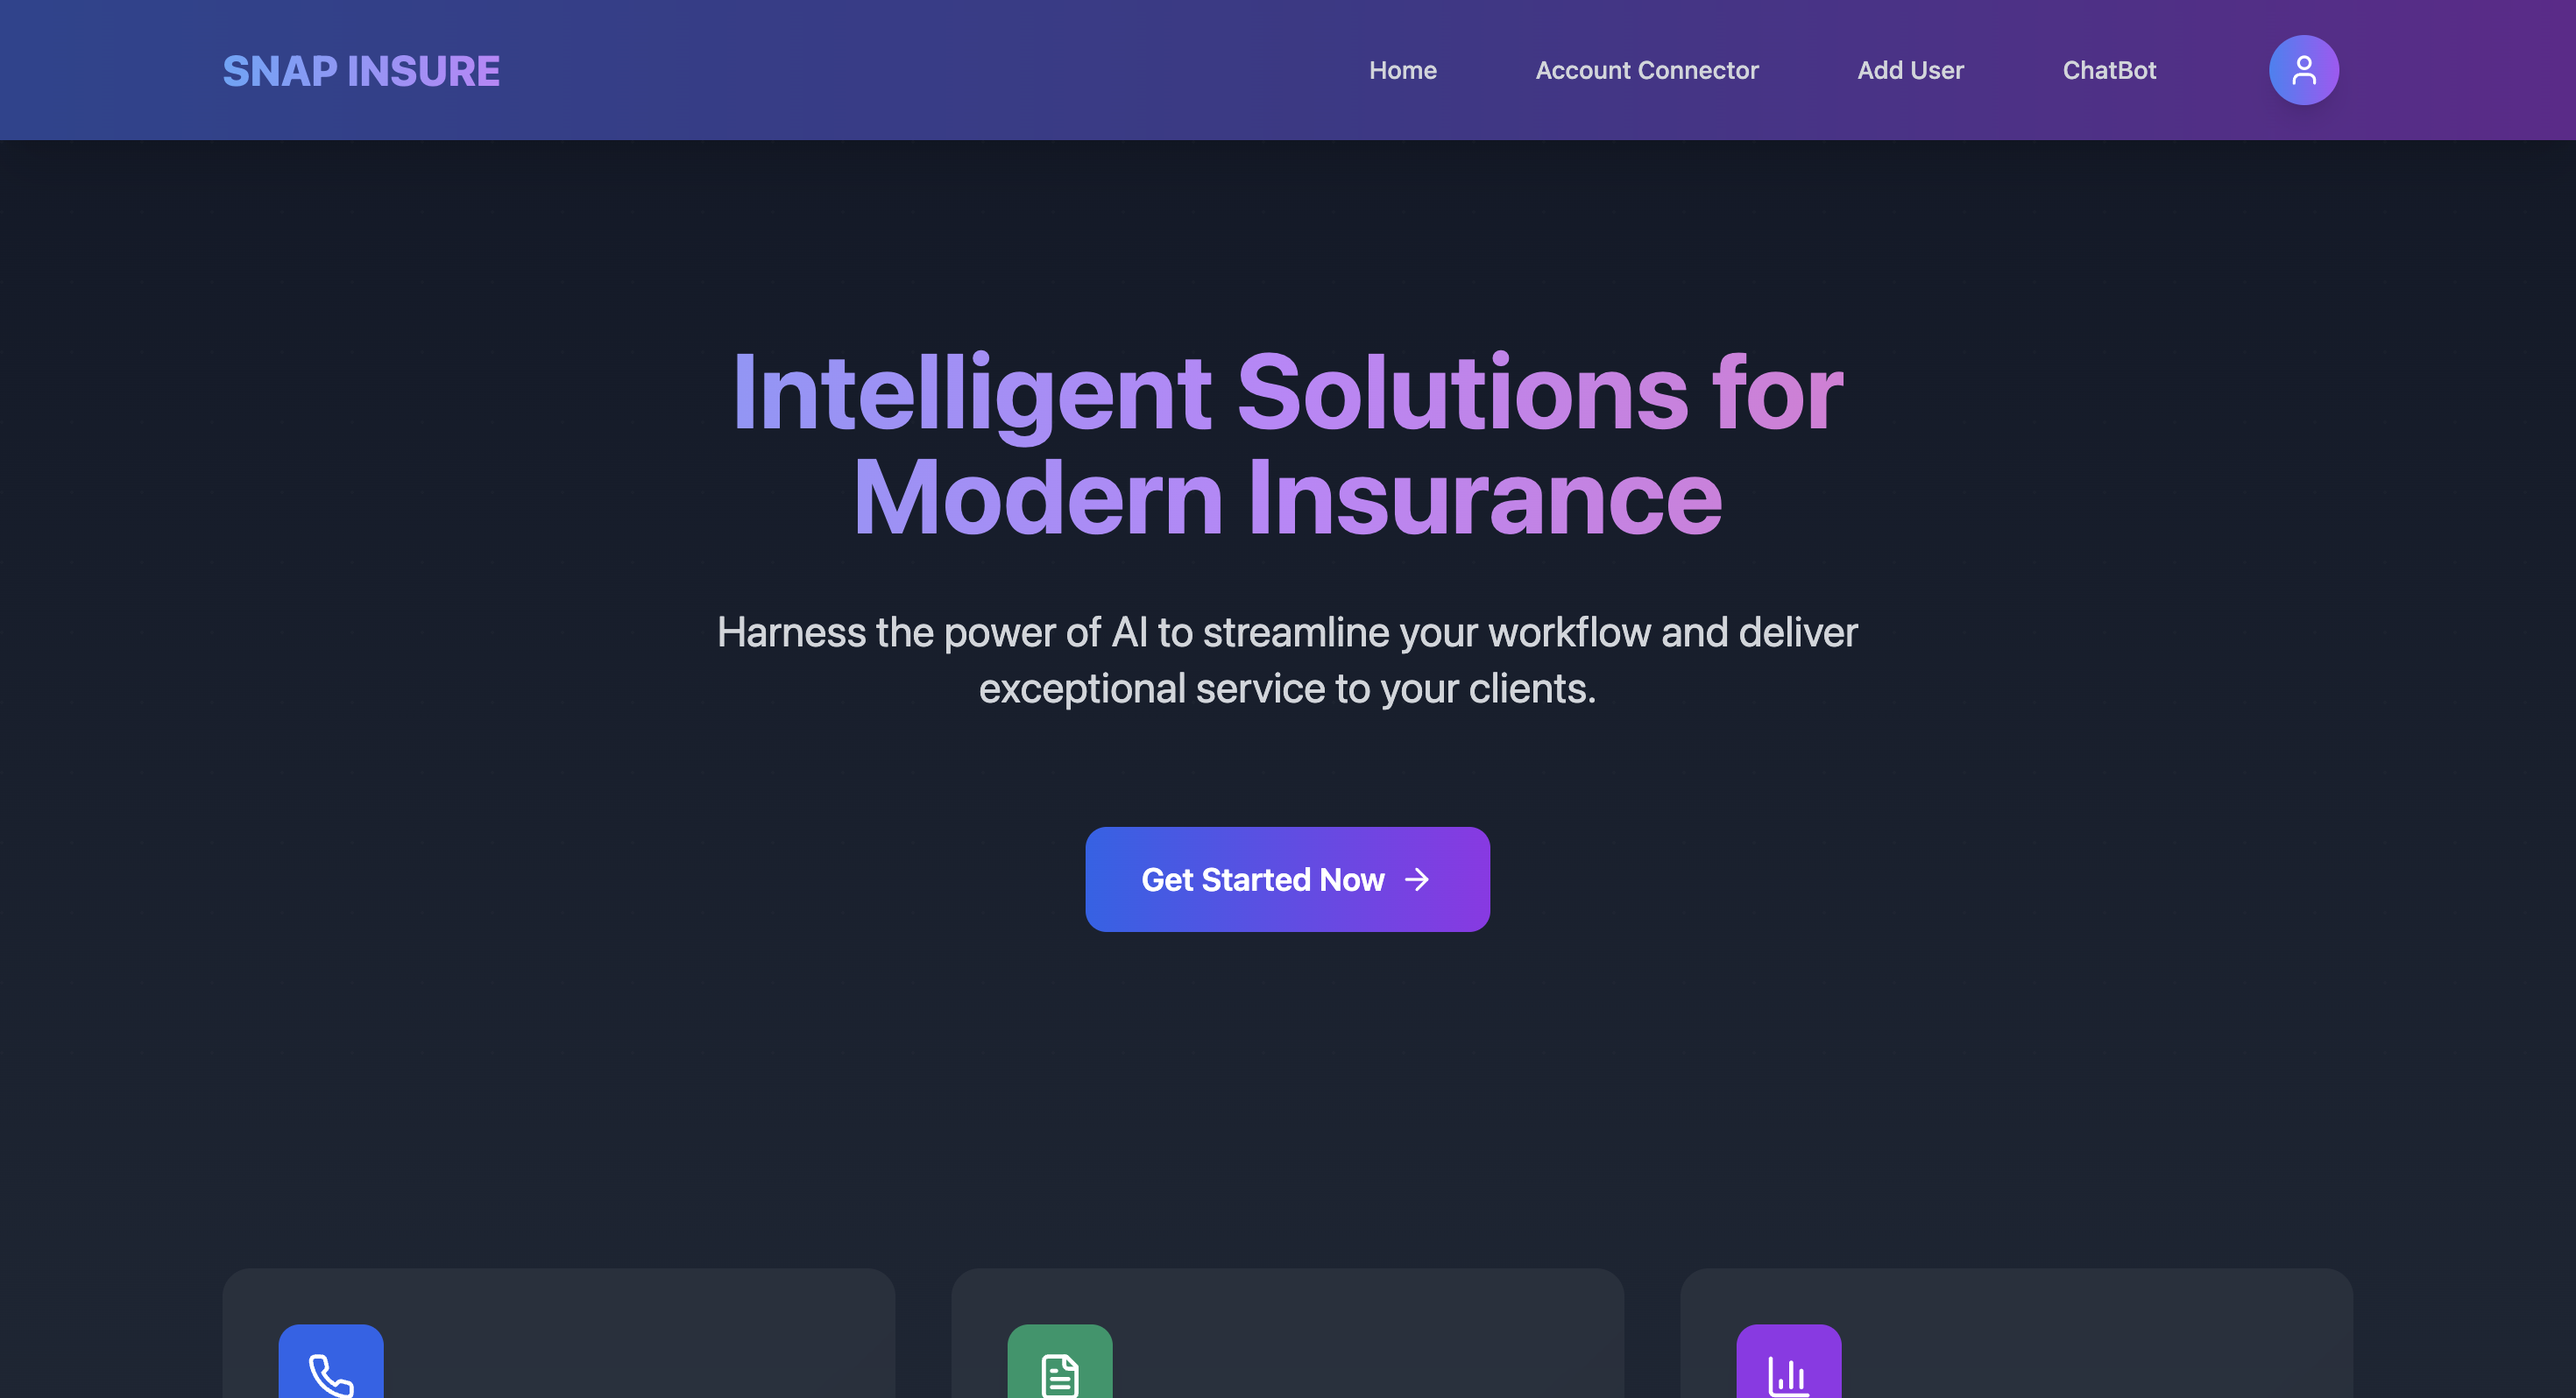 SNAP INSURE
Home
Account Connector
Add User
ChatBot
Intelligent Solutions for
Modern Insurance
Harness the power of AI to streamline your workflow and deliver
exceptional service to your clients.
Get Started Now